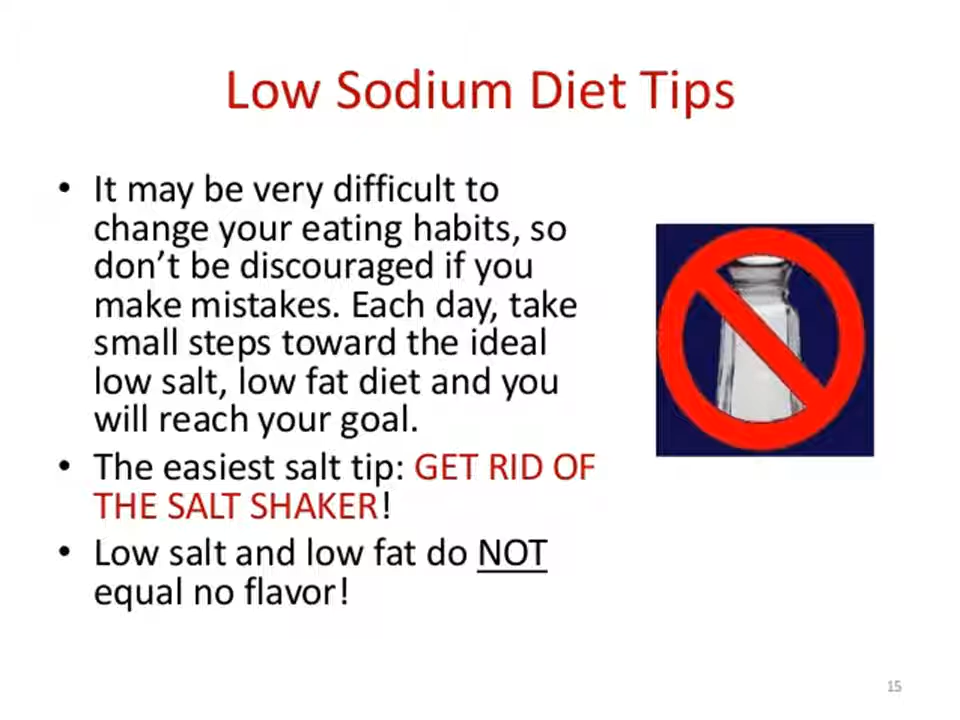 Low Sodium Diet Tips
• It may be very difficult to
change your eating habits, so
don’t be discouraged if you
make mistakes. Each day, take
small steps toward the ideal
low salt, low fat diet and you
will reach your goal.
• The easiest salt tip: GET RID OF
THE SALT SHAKER!
• Low salt and low fat do NOT
equal no flavor!
15